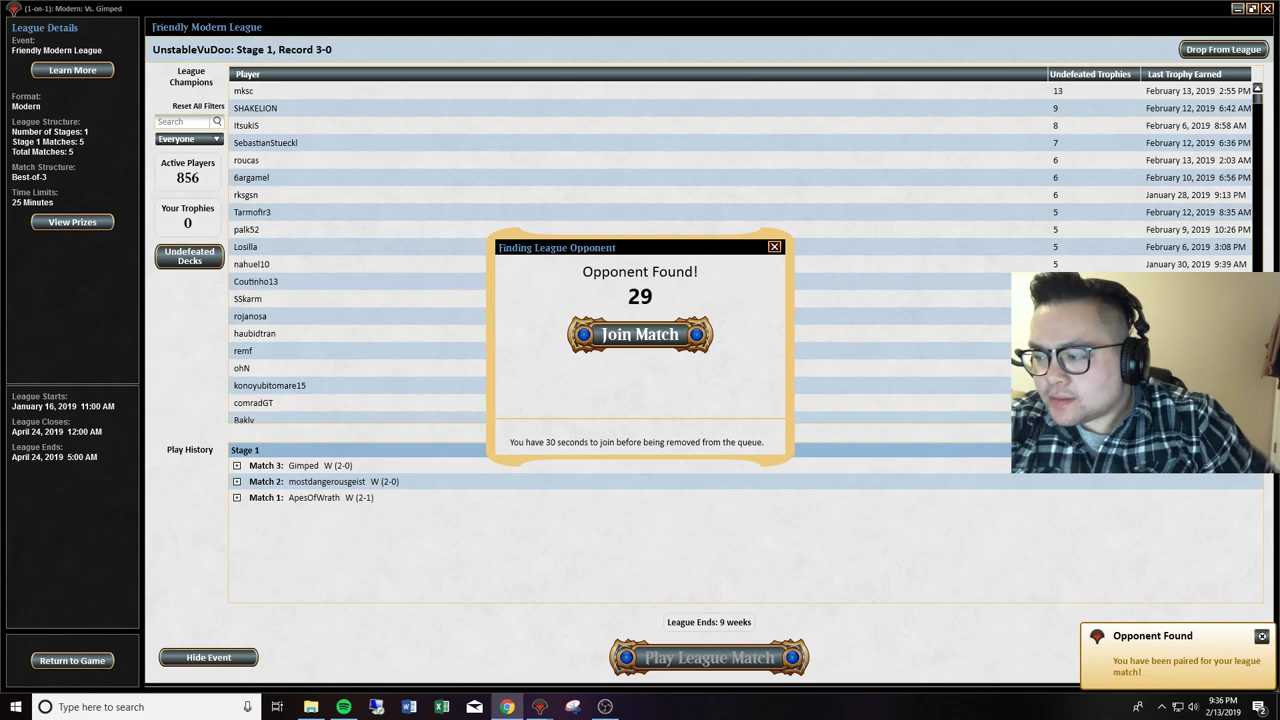 (1-on-1): Modern: Vs. Gimped
League Details
Event:
Friendly Modern League
Learn More
Format:
Modern
League Structure:
Number of Stages: 1
Stage 1 Matches: 5
Total Matches: 5
Match Structure:
Best-of-3
Time Limits:
25 Minutes
View Prizes
League Starts:
January 16, 2019 11:00 AM
League Closes:
April 24, 2019 12:00 AM
League Ends:
April 24, 2019 5:00 AM
Return to Game
Friendly Modern League
UnstableVuDoo: Stage 1, Record 3-0
Drop From League
League
Champions
Reset All Filters
Search
Everyone
Active Players
856
Your Trophies
0
Undefeated
Decks
Player Undefeated Trophies Last Trophy Earned
mksc 13 February 13, 2019 2:55 PM
SHAKELION 9 February 12, 2019 6:42 AM
ItsukiS 8 February 6, 2019 8:58 AM
SebastianStueckl 7 February 12, 2019 6:36 PM
roucas 6 February 13, 2019 2:03 AM
6argamel 6 February 10, 2019 6:56 PM
rksgsn 6 January 28, 2019 9:13 PM
Tarmofir3 5 February 12, 2019 8:35 AM
palk52 5 February 9, 2019 10:26 PM
Losilla 5 February 6, 2019 3:08 PM
nahuel10 5 January 30, 2019 9:39 AM
Coutinho13
SSkarm
rojanosa
haubidtran
remf
ohN
konoyubitomare15
comradGT
Bakly
Finding League Opponent
Opponent Found!
29
Join Match
You have 30 seconds to join before being removed from the queue.
Play History
Stage 1
Match 3: Gimped W (2-0)
Match 2: mostdangerousgeist W (2-0)
Match 1: ApesOfWrath W (2-1)
League Ends: 9 weeks
Hide Event
Play League Match
Opponent Found
You have been paired for your league
match!
Type here to search
9:36 PM
2/13/2019
2